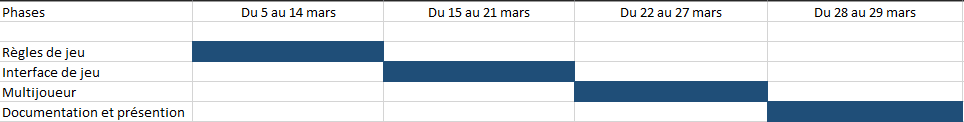 Phases Du 5 au 14 mars Du 15 au 21 mars Du 22 au 27 mars Du 28 au 29 mars
Règles de jeu
Interface de jeu
Multijoueur
Documentation et présention